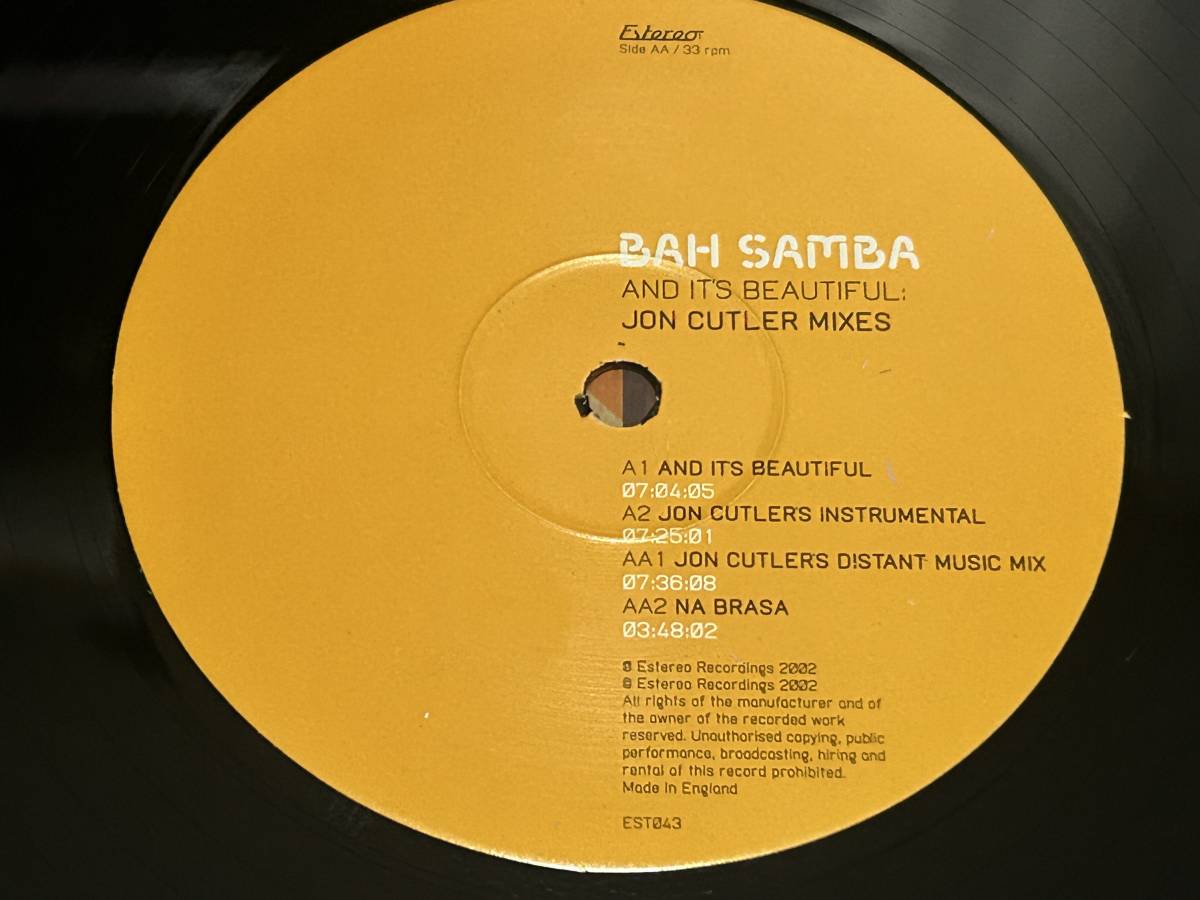 Estereo
Side AA / 33 rpm
BAH SAMBA
AND IT'S BEAUTIFUL:
JON CUTLER MIXES
A1 AND IT'S BEAUTIFUL
07:04:05
A2 JON CUTLER'S INSTRUMENTAL
07:25:01
AA1 JON CUTLER'S D!STANT MUSIC MIX
07:36:08
AA2 NA BRASA
03:48:02
℗ Estereo Recordings 2002
© Estereo Recordings 2002
All rights of the manufacturer and of
the owner of the recorded work
reserved. Unauthorised copying, public
performance, broadcasting, hiring and
rental of this record prohibited.
Made in England
EST043